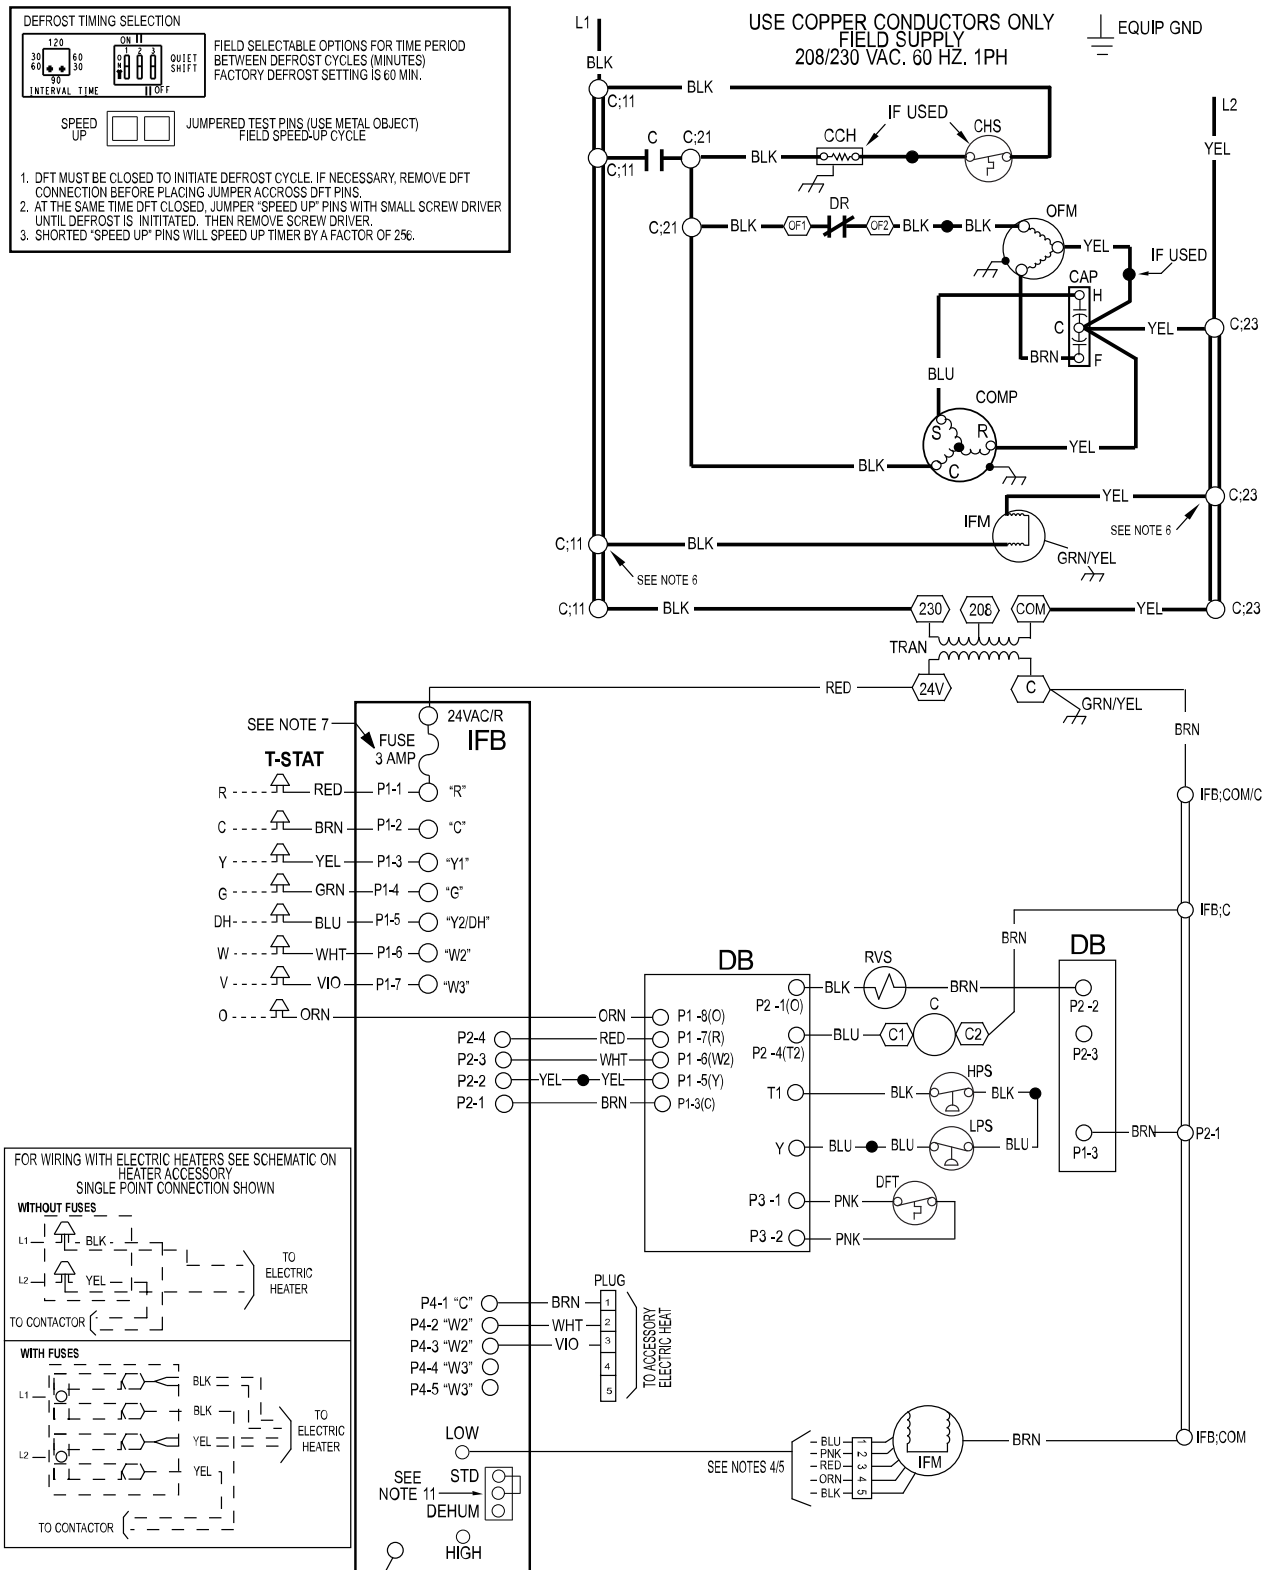 DEFROST TIMING SELECTION
120
30
60
60
30
90
INTERVAL TIME
ON
1 2 3
O
N
QUIET
SHIFT
OFF
FIELD SELECTABLE OPTIONS FOR TIME PERIOD
BETWEEN DEFROST CYCLES (MINUTES)
FACTORY DEFROST SETTING IS 60 MIN.
SPEED
UP
JUMPERED TEST PINS (USE METAL OBJECT)
FIELD SPEED-UP CYCLE
1. DFT MUST BE CLOSED TO INITIATE DEFROST CYCLE. IF NECESSARY, REMOVE DFT
CONNECTION BEFORE PLACING JUMPER ACCROSS DFT PINS.
2. AT THE SAME TIME DFT CLOSED, JUMPER "SPEED UP" PINS WITH SMALL SCREW DRIVER
UNTIL DEFROST IS INITITATED. THEN REMOVE SCREW DRIVER.
3. SHORTED "SPEED UP" PINS WILL SPEED UP TIMER BY A FACTOR OF 256.
L1
USE COPPER CONDUCTORS ONLY
FIELD SUPPLY
208/230 VAC. 60 HZ. 1PH
EQUIP GND
BLK
C;11
BLK
L2
YEL
IF USED
C;11
C
C;21
BLK
CCH
CHS
C;21
BLK
OF1
DR
OF2
BLK
BLK
OFM
YEL
IF USED
CAP
H
C
F
YEL
C;23
BRN
BLU
COMP
S
R
C
YEL
BLK
YEL
C;23
SEE NOTE 6
IFM
C;11
BLK
GRN/YEL
SEE NOTE 6
C;11
BLK
230
208
COM
YEL
C;23
TRAN
RED
24V
C
GRN/YEL
BRN
SEE NOTE 7
24VAC/R
FUSE
3 AMP
IFB
T-STAT
R RED P1-1 "R"
C BRN P1-2 "C"
Y YEL P1-3 "Y1"
G GRN P1-4 "G"
DH BLU P1-5 "Y2/DH"
W WHT P1-6 "W2"
V VIO P1-7 "W3"
O ORN
IFB;COM/C
IFB;C
BRN
DB
DB
ORN P1 -8(O)
P2-4 RED P1 -7(R)
P2-3 WHT P1 -6(W2)
P2-2 YEL YEL P1 -5(Y)
P2-1 BRN P1-3(C)
P2 -1(O) BLK RVS BRN P2 -2
P2 -4(T2) BLU C1 C C2
P2-3
T1 BLK HPS BLK
Y BLU BLU LPS BLU
P1-3 BRN P2-1
P3 -1 PNK DFT
P3 -2 PNK
FOR WIRING WITH ELECTRIC HEATERS SEE SCHEMATIC ON
HEATER ACCESSORY
SINGLE POINT CONNECTION SHOWN
WITHOUT FUSES
L1 BLK
L2 YEL
TO
ELECTRIC
HEATER
TO CONTACTOR
WITH FUSES
L1
BLK
BLK
L2
YEL
YEL
TO
ELECTRIC
HEATER
TO CONTACTOR
PLUG
P4-1 "C" BRN 1
P4-2 "W2" WHT 2
P4-3 "W2" VIO 3
P4-4 "W3" 4
P4-5 "W3" 5
TO ACCESSORY
ELECTRIC HEAT
LOW
SEE
NOTE 11
STD
DEHUM
HIGH
SEE NOTES 4/5
BLU 1
PNK 2
RED 3
ORN 4
BLK 5
IFM
BRN
IFB;COM